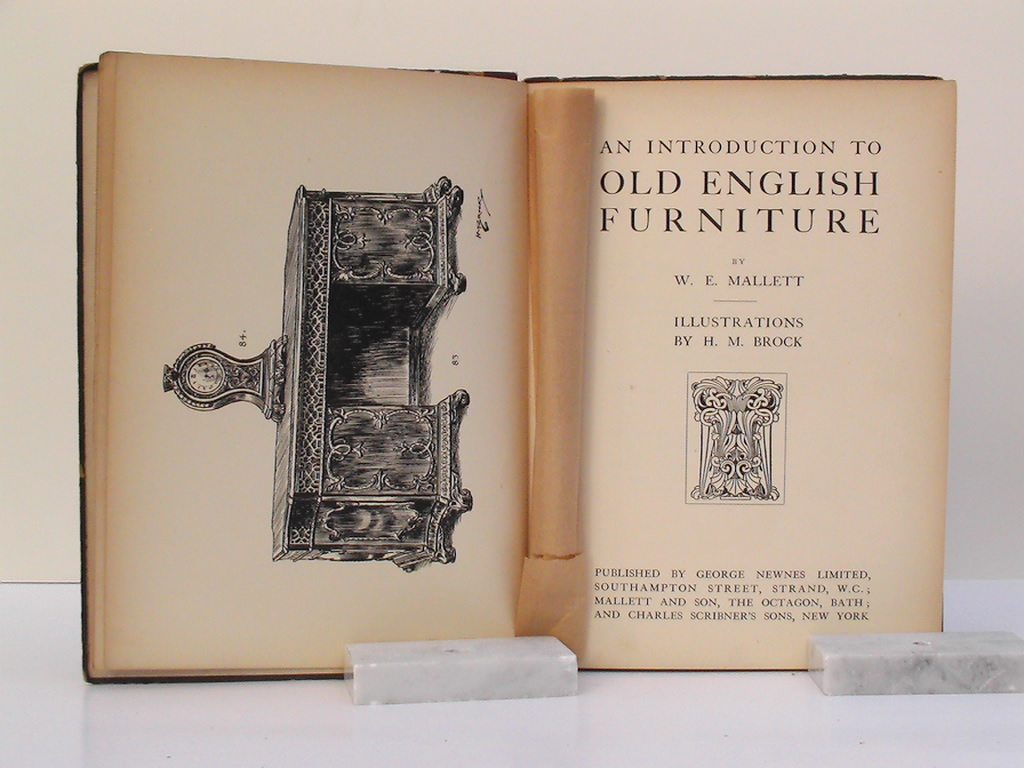 84.
83
AN INTRODUCTION TO
OLD ENGLISH
FURNITURE
BY
W. E. MALLETT
ILLUSTRATIONS
BY H. M. BROCK
PUBLISHED BY GEORGE NEWNES LIMITED,
SOUTHAMPTON STREET, STRAND, W.C.;
MALLETT AND SON, THE OCTAGON, BATH;
AND CHARLES SCRIBNER'S SONS, NEW YORK